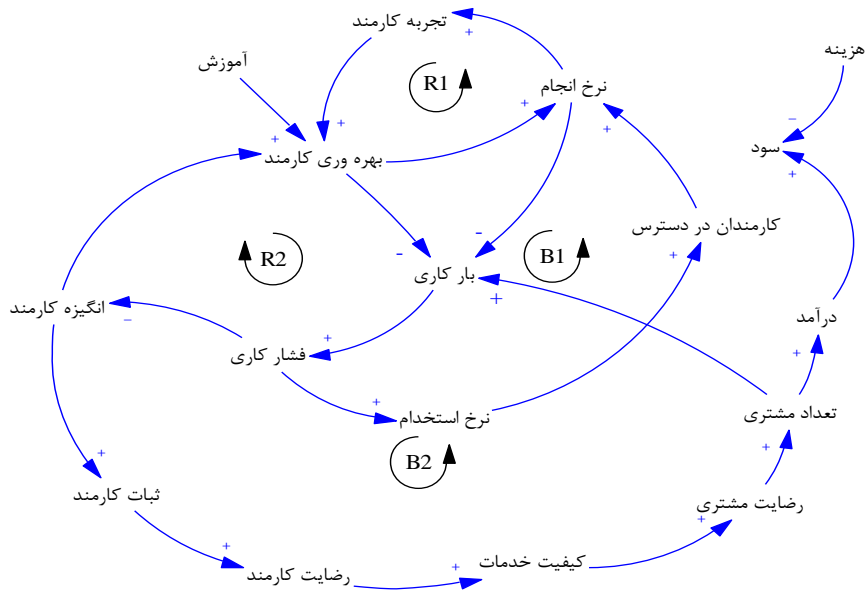 تجربه کارمند
+
هزینه
آموزش
R1
نرخ انجام
+
+
+
+
-
سود
+
بهره وری کارمند
+
کارمندان در دسترس
-
B1
R2
-
+
بار کاری
+
انگیزه کارمند
-
درآمد
+
فشار کاری
+
+
نرخ استخدام
تعداد مشتری
B2
+
+
ثبات کارمند
رضایت مشتری
+
+
کیفیت خدمات
+
رضایت کارمند